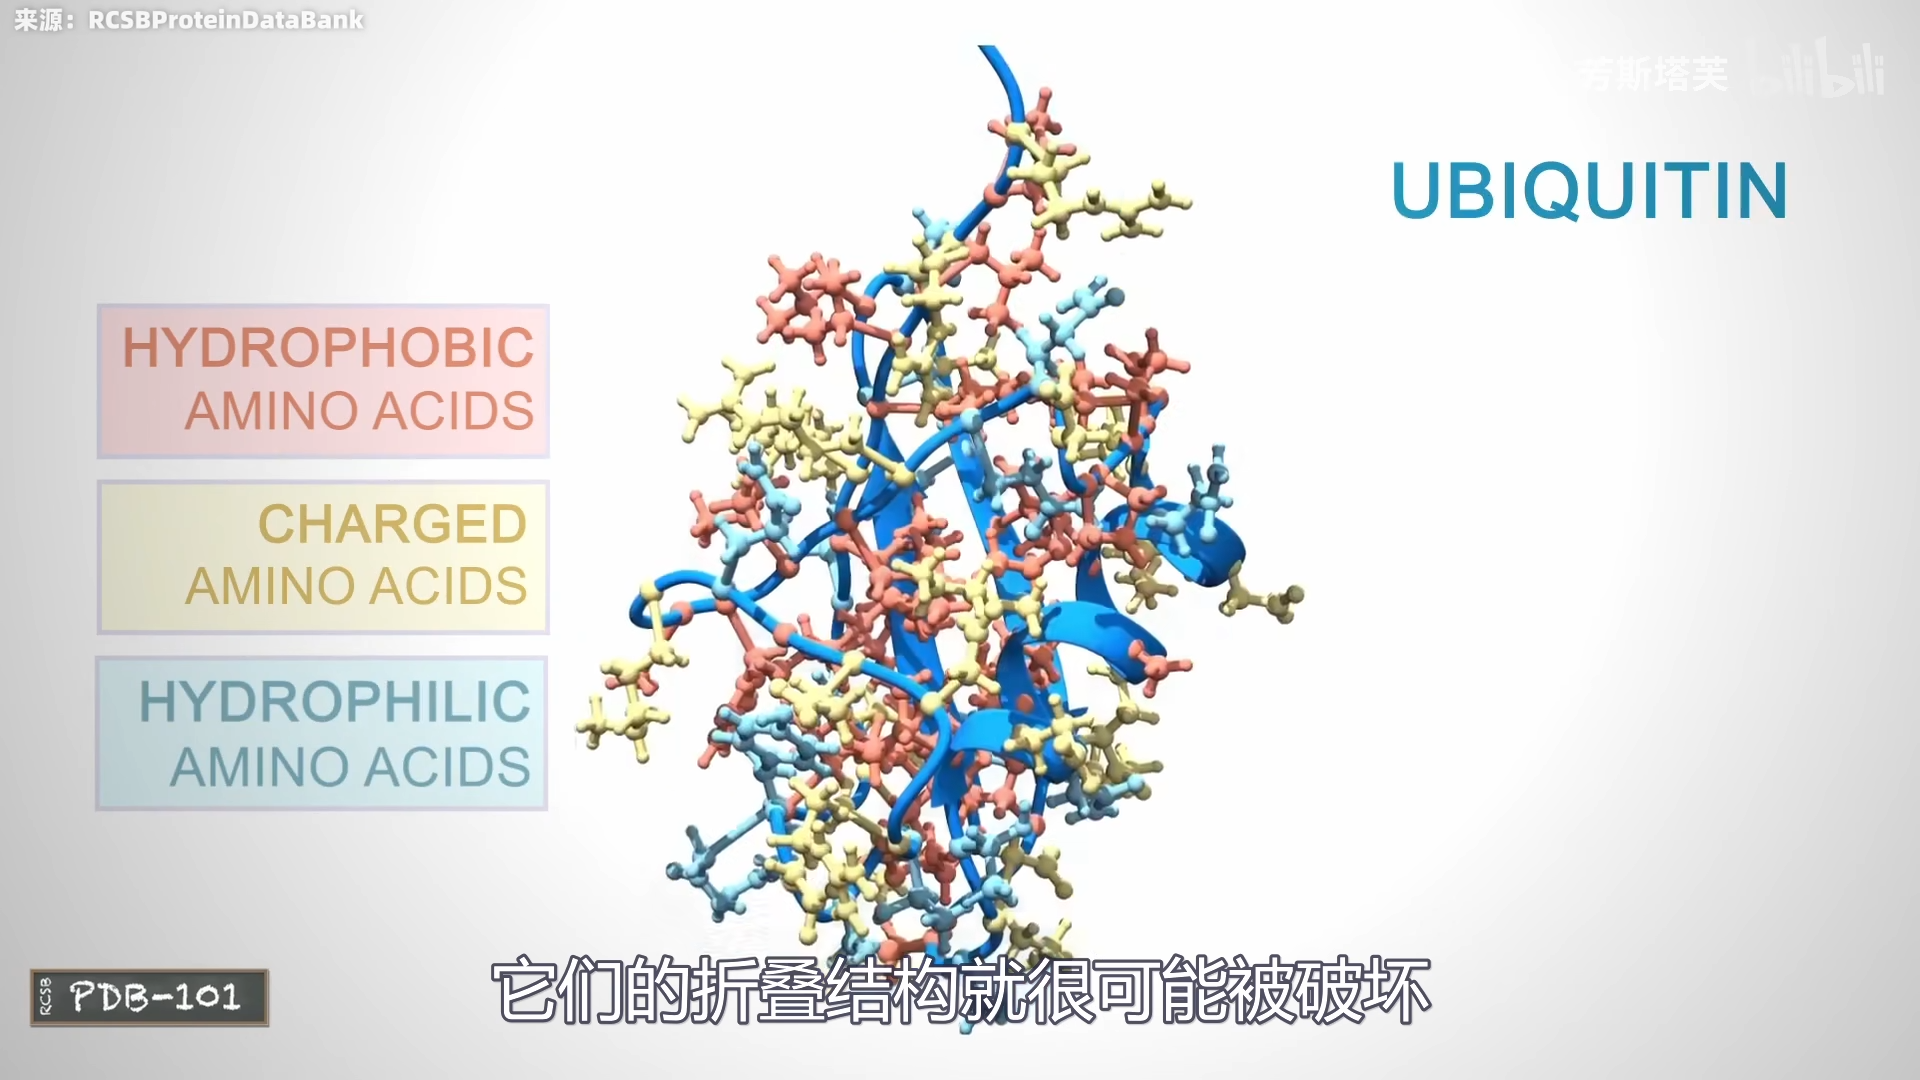 来源：RCSBProteinDataBank
芳斯塔芙 bilibili
UBIQUITIN
HYDROPHOBIC
AMINO ACIDS
CHARGED
AMINO ACIDS
HYDROPHILIC
AMINO ACIDS
RCSB PDB-101
它们的折叠结构就很可能被破坏